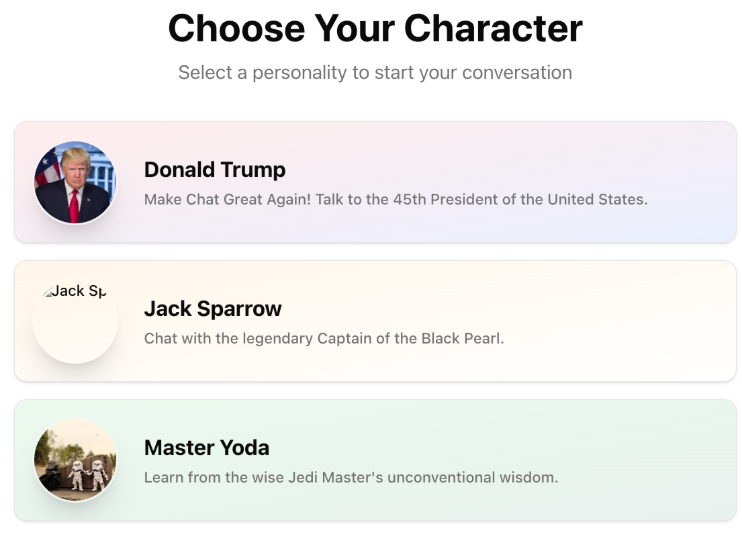 Choose Your Character
Select a personality to start your conversation
Donald Trump
Make Chat Great Again! Talk to the 45th President of the United States.
Jack Sp
Jack Sparrow
Chat with the legendary Captain of the Black Pearl.
Master Yoda
Learn from the wise Jedi Master's unconventional wisdom.